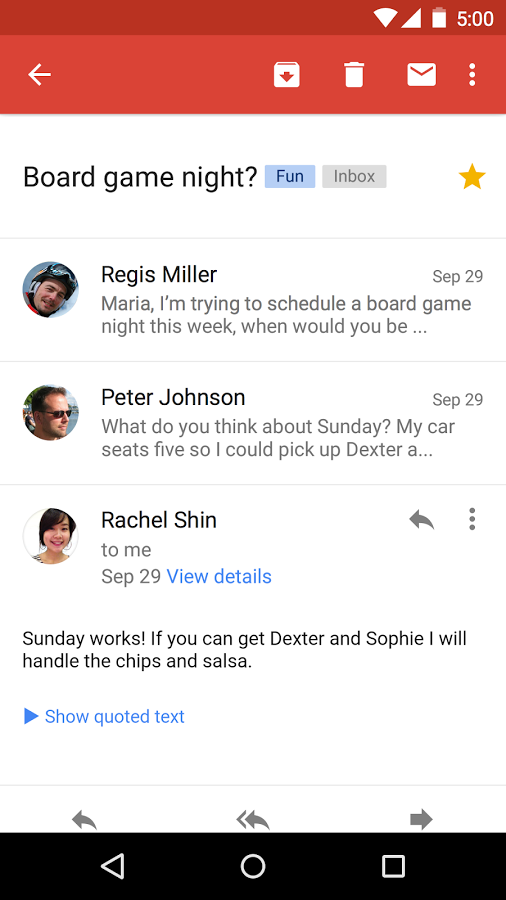 5:00
Board game night? Fun Inbox
Regis Miller Sep 29
Maria, I'm trying to schedule a board game
night this week, when would you be ...
Peter Johnson Sep 29
What do you think about Sunday? My car
seats five so I could pick up Dexter a...
Rachel Shin
to me
Sep 29 View details
Sunday works! If you can get Dexter and Sophie I will
handle the chips and salsa.
Show quoted text